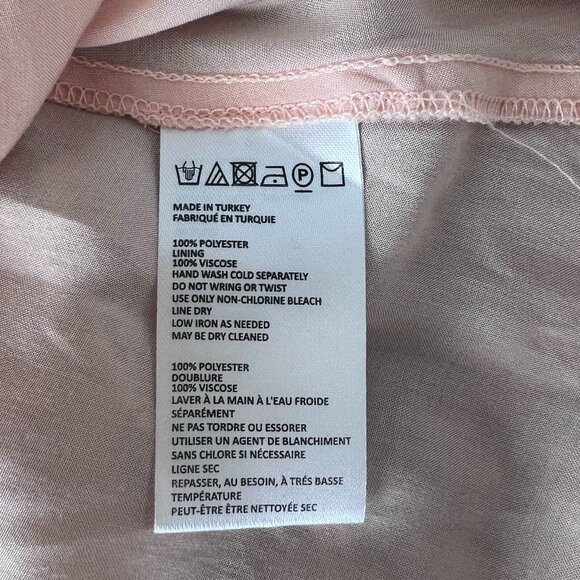 P
MADE IN TURKEY
FABRIQUÉ EN TURQUIE
100% POLYESTER
LINING
100% VISCOSE
HAND WASH COLD SEPARATELY
DO NOT WRING OR TWIST
USE ONLY NON-CHLORINE BLEACH
LINE DRY
LOW IRON AS NEEDED
MAY BE DRY CLEANED
100% POLYESTER
DOUBLURE
100% VISCOSE
LAVER À LA MAIN À L'EAU FROIDE
SÉPARÉMENT
NE PAS TORDRE OU ESSORER
UTILISER UN AGENT DE BLANCHIMENT
SANS CHLORE SI NÉCESSAIRE
LIGNE SEC
REPASSER, AU BESOIN, À TRÉS BASSE
TEMPÉRATURE
PEUT-ÊTRE ÊTRE NETTOYÉE SEC